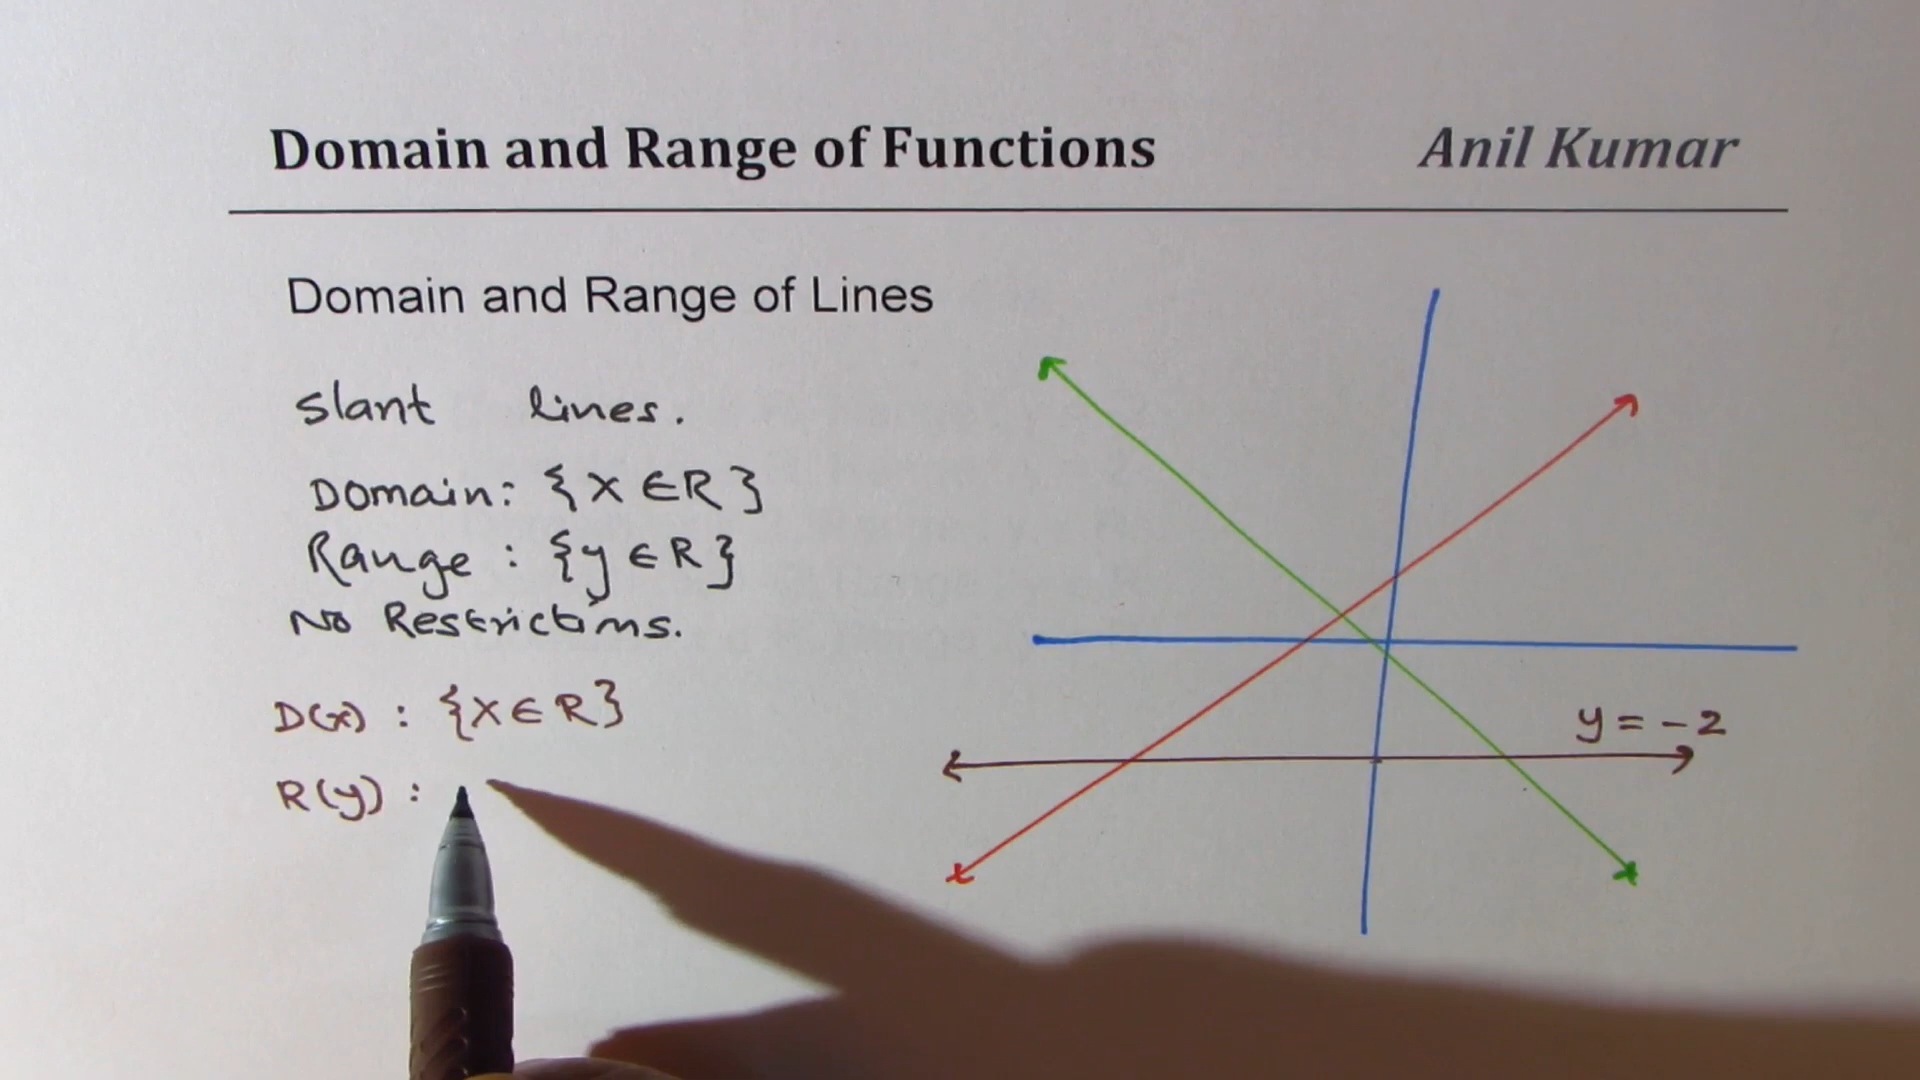 Domain and Range of Functions Anil Kumar
Domain and Range of Lines
Slant lines.
Domain: {x ∈ R}
Range: {y ∈ R}
No Restrictions.
D(x) : {x ∈ R}
R(y) :
y = -2